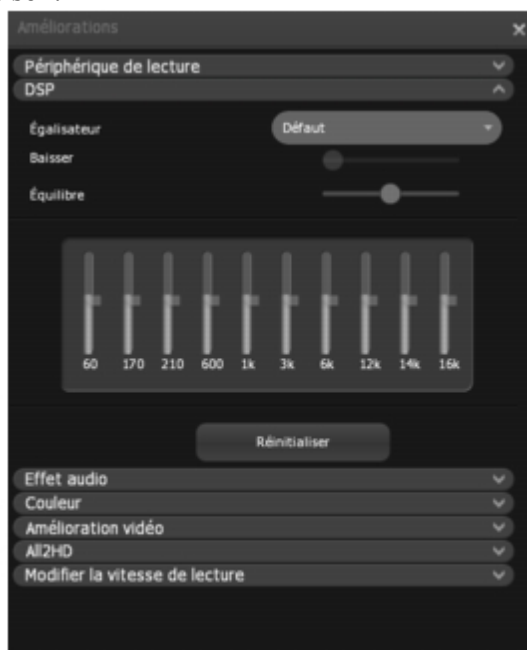 Améliorations
Périphérique de lecture
DSP
Égalisateur Défaut
Baisser
Équilibre
60 170 210 600 1k 3k 6k 12k 14k 16k
Réinitialiser
Effet audio
Couleur
Amélioration vidéo
All2HD
Modifier la vitesse de lecture